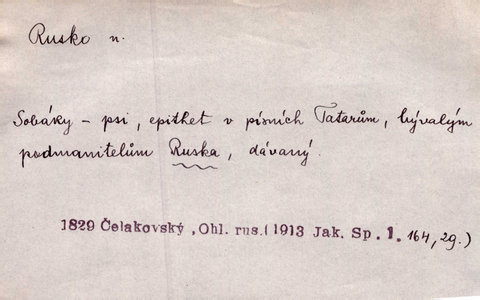 Rusko n.
Sobáky – psi, epithet v písních Tatarům, bývalým
podmanitelům Ruska, dávaný.
1829 Čelakovský, Ohl. rus. (1913 Jak. Sp. 1. 164, 29.)